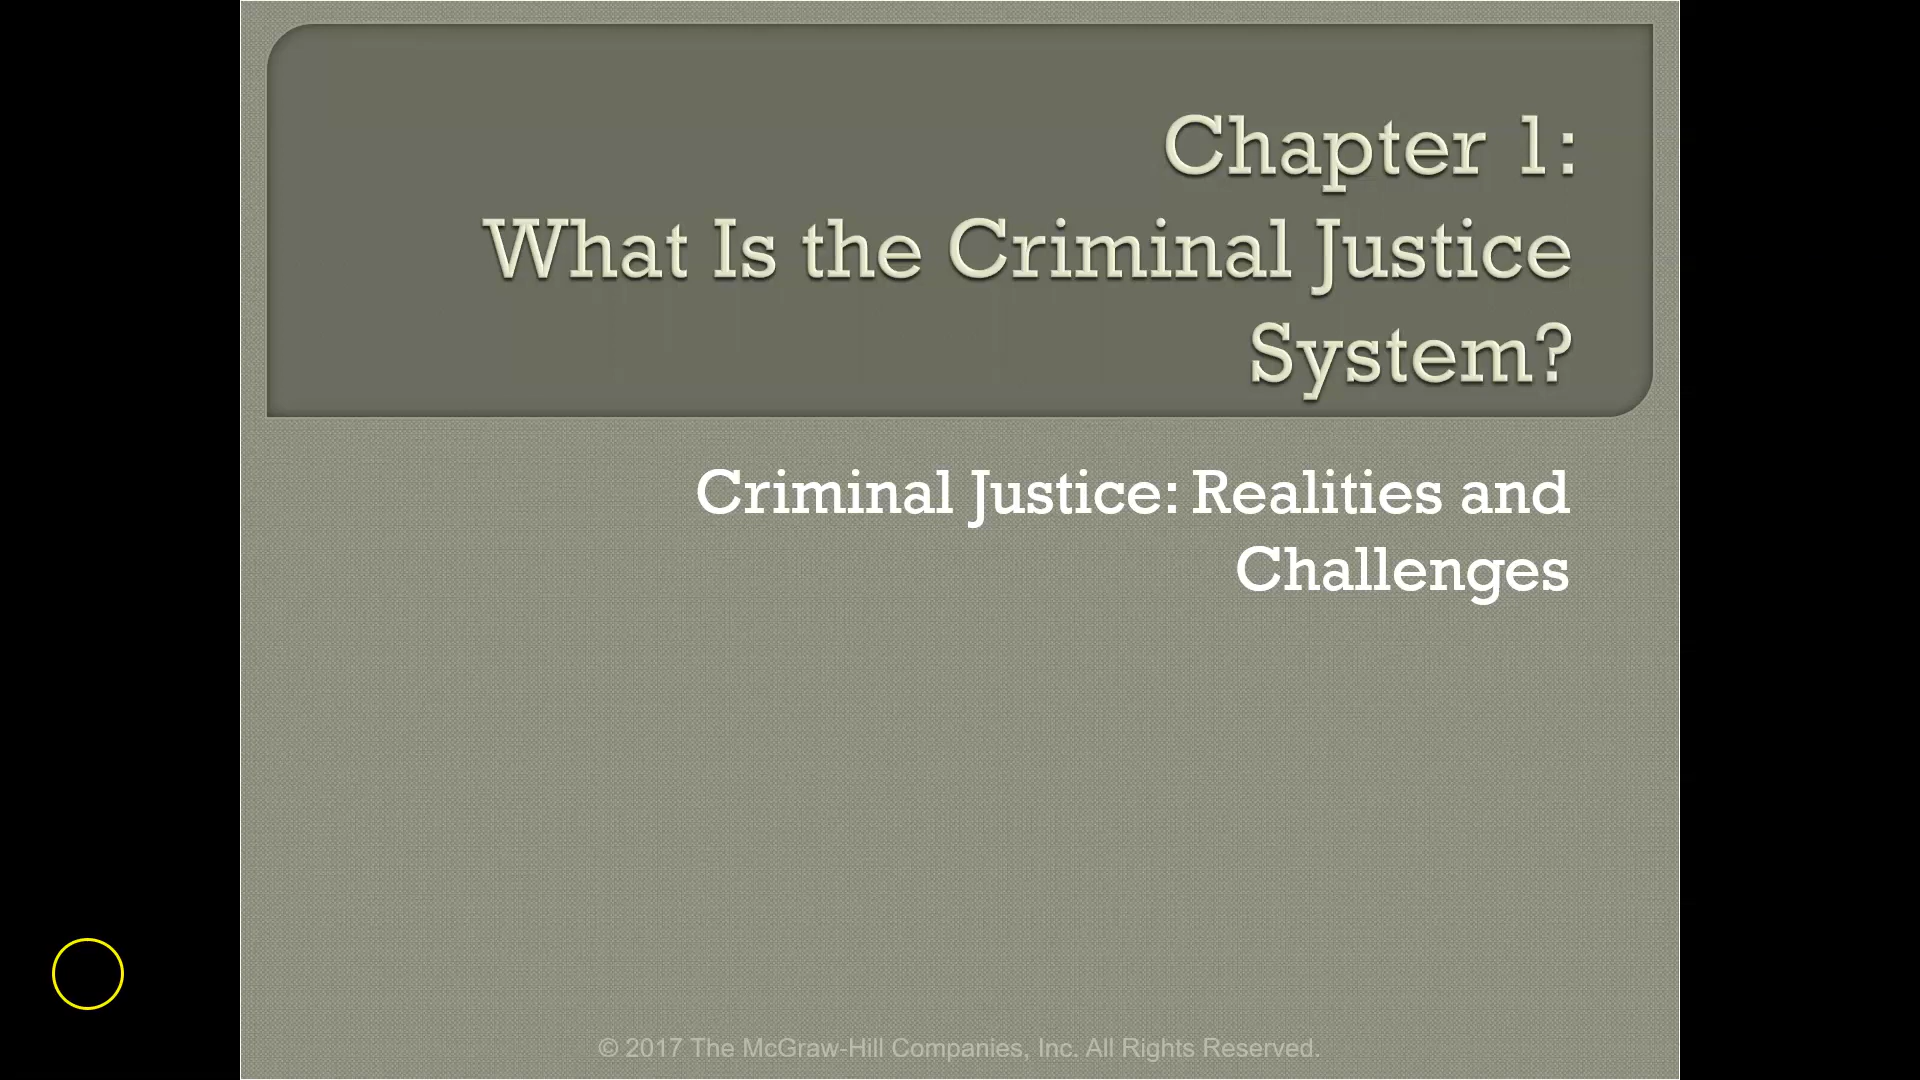 Chapter 1:
What Is the Criminal Justice
System?
Criminal Justice: Realities and
Challenges
© 2017 The McGraw-Hill Companies, Inc. All Rights Reserved.